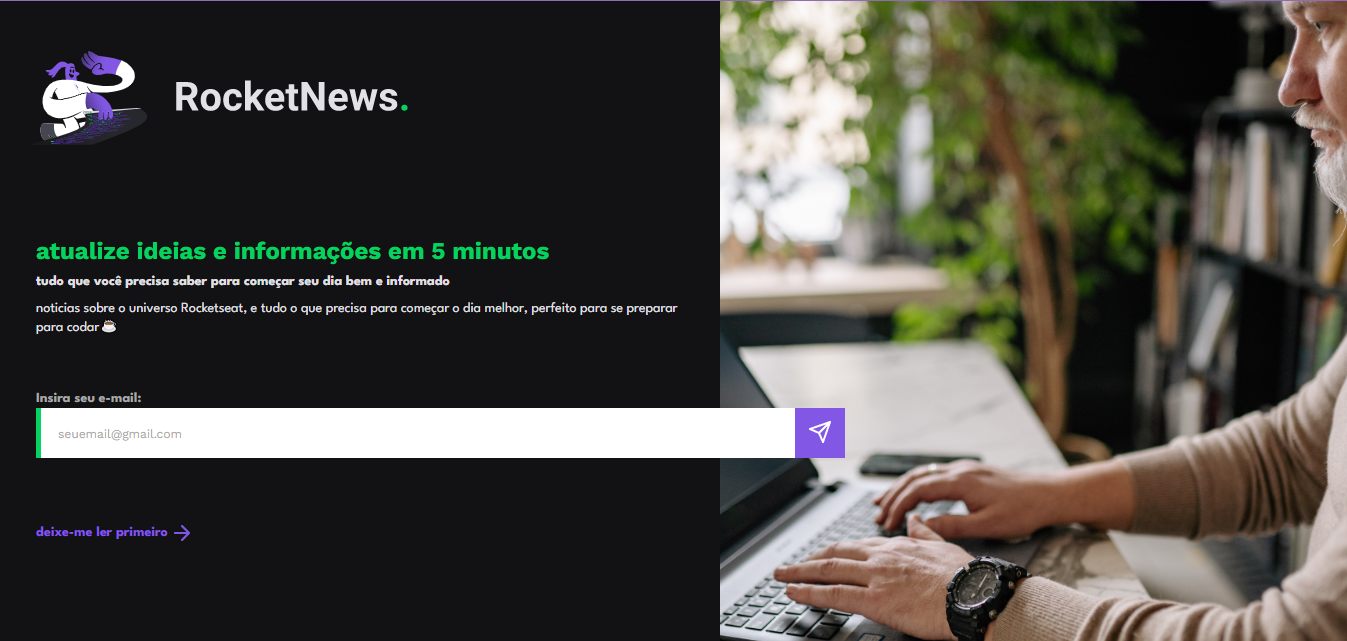 RocketNews.
atualize ideias e informações em 5 minutos
tudo que você precisa saber para começar seu dia bem e informado
noticias sobre o universo Rocketseat, e tudo o que precisa para começar o dia melhor, perfeito para se preparar
para codar☕
Insira seu e-mail:
seuemail@gmail.com
deixe-me ler primeiro →